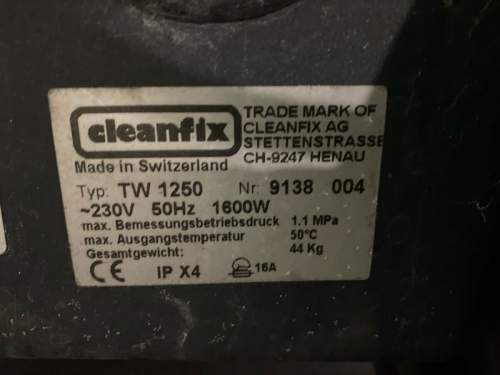 cleanfix
TRADE MARK OF
CLEANFIX AG
STETTENSTRASSE
CH-9247 HENAU
Made in Switzerland
Typ: TW 1250 Nr: 9138 004
~230V 50Hz 1600W
max. Bemessungsbetriebsdruck 1.1 MPa
max. Ausgangstemperatur 50°C
Gesamtgewicht: 44 Kg
CE IP X4 16A